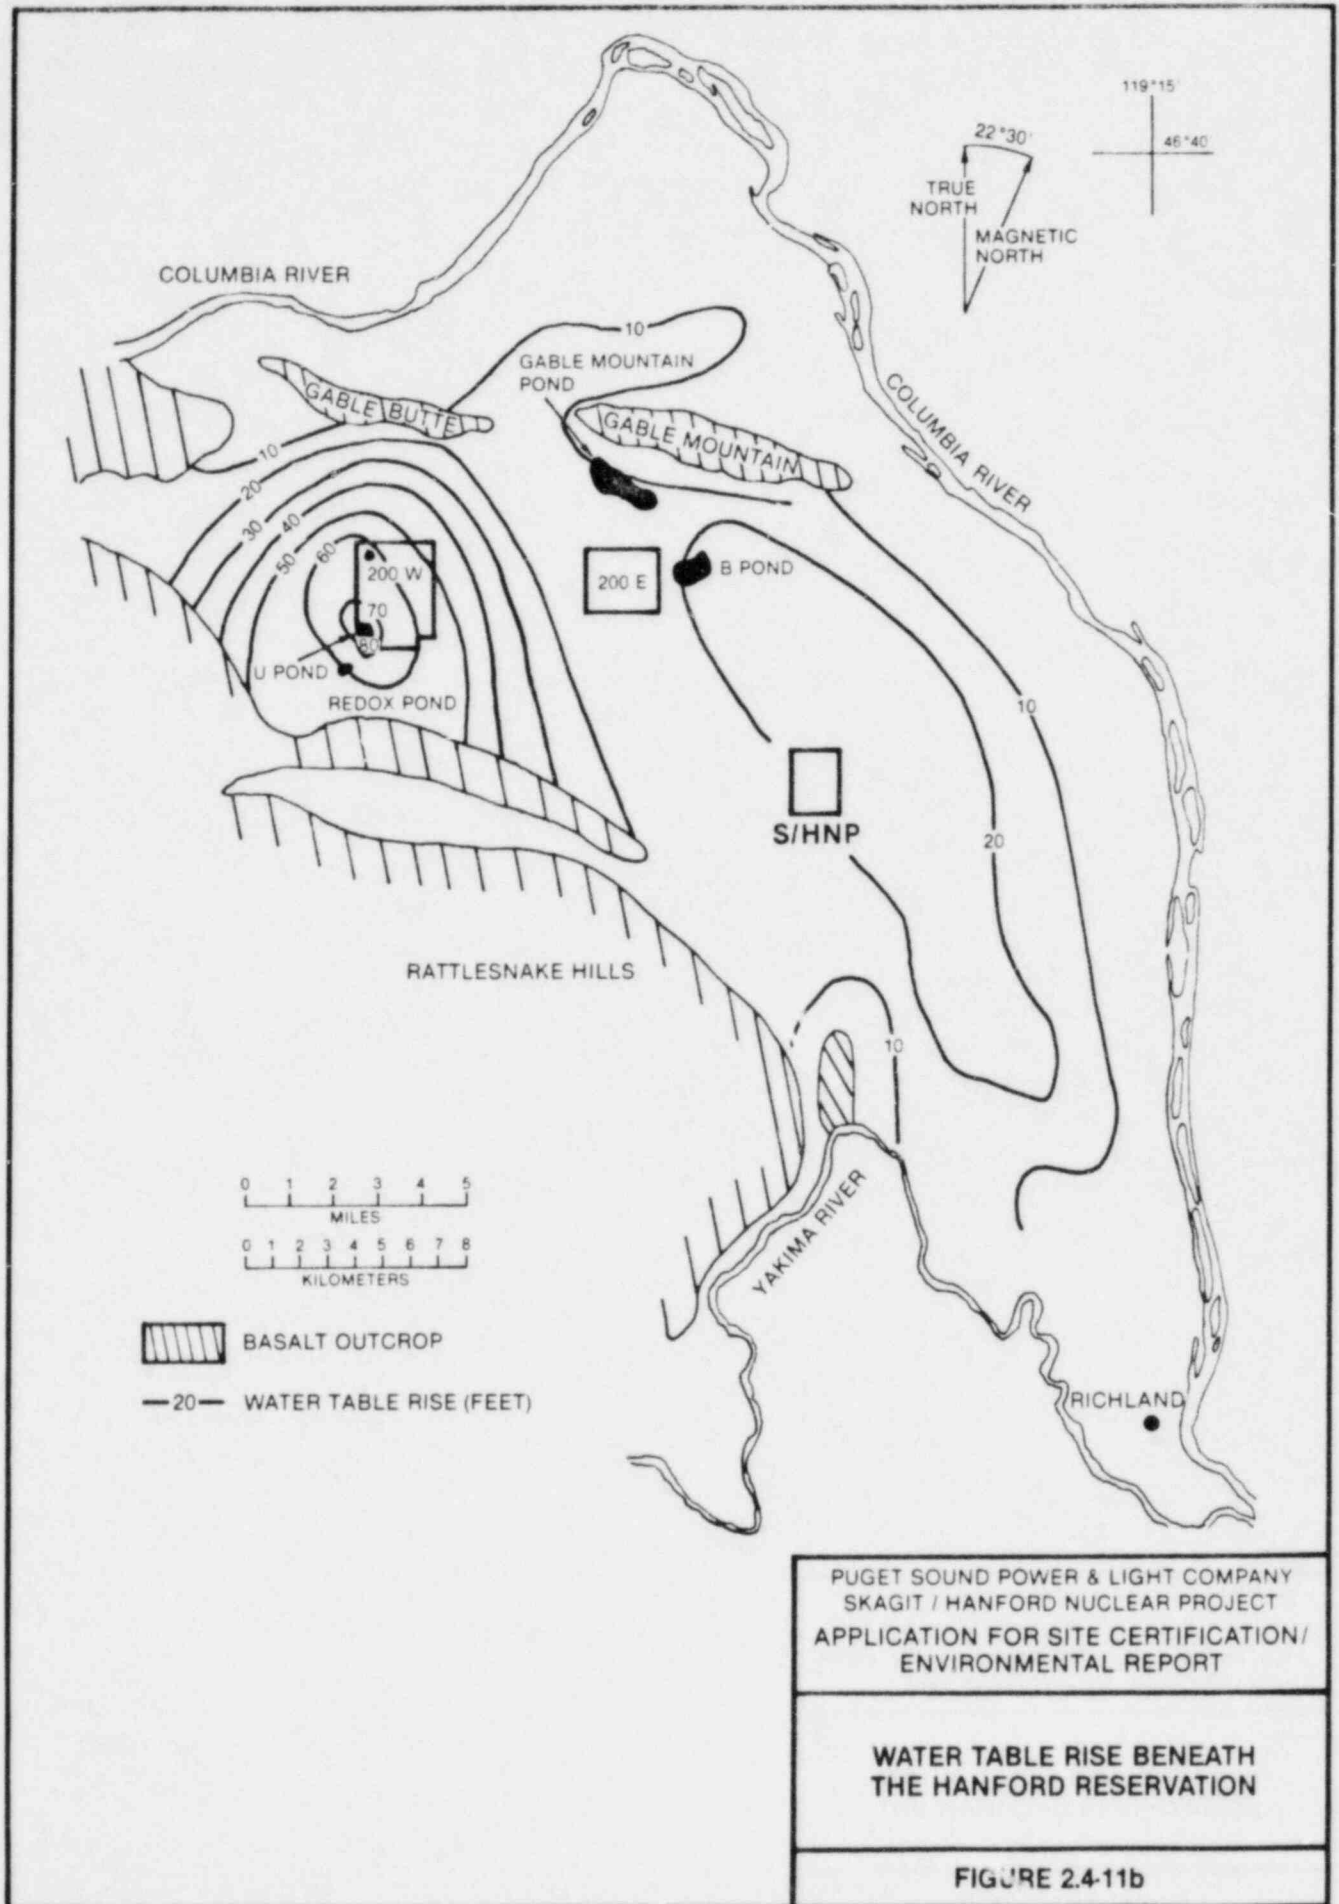 119°15'
22°30'
46°40'
TRUE
NORTH
MAGNETIC
NORTH
COLUMBIA RIVER
10
GABLE MOUNTAIN
POND
GABLE BUTTE
GABLE MOUNTAIN
COLUMBIA RIVER
10
20
30
40
50
60
200 W
70
80
200 E
B POND
U POND
REDOX POND
10
S/HNP
20
RATTLESNAKE HILLS
10
0 1 2 3 4 5
MILES
0 1 2 3 4 5 6 7 8
KILOMETERS
YAKIMA RIVER
BASALT OUTCROP
20 WATER TABLE RISE (FEET)
RICHLAND
PUGET SOUND POWER & LIGHT COMPANY
SKAGIT / HANFORD NUCLEAR PROJECT
APPLICATION FOR SITE CERTIFICATION/
ENVIRONMENTAL REPORT
WATER TABLE RISE BENEATH
THE HANFORD RESERVATION
FIGURE 2.4-11b